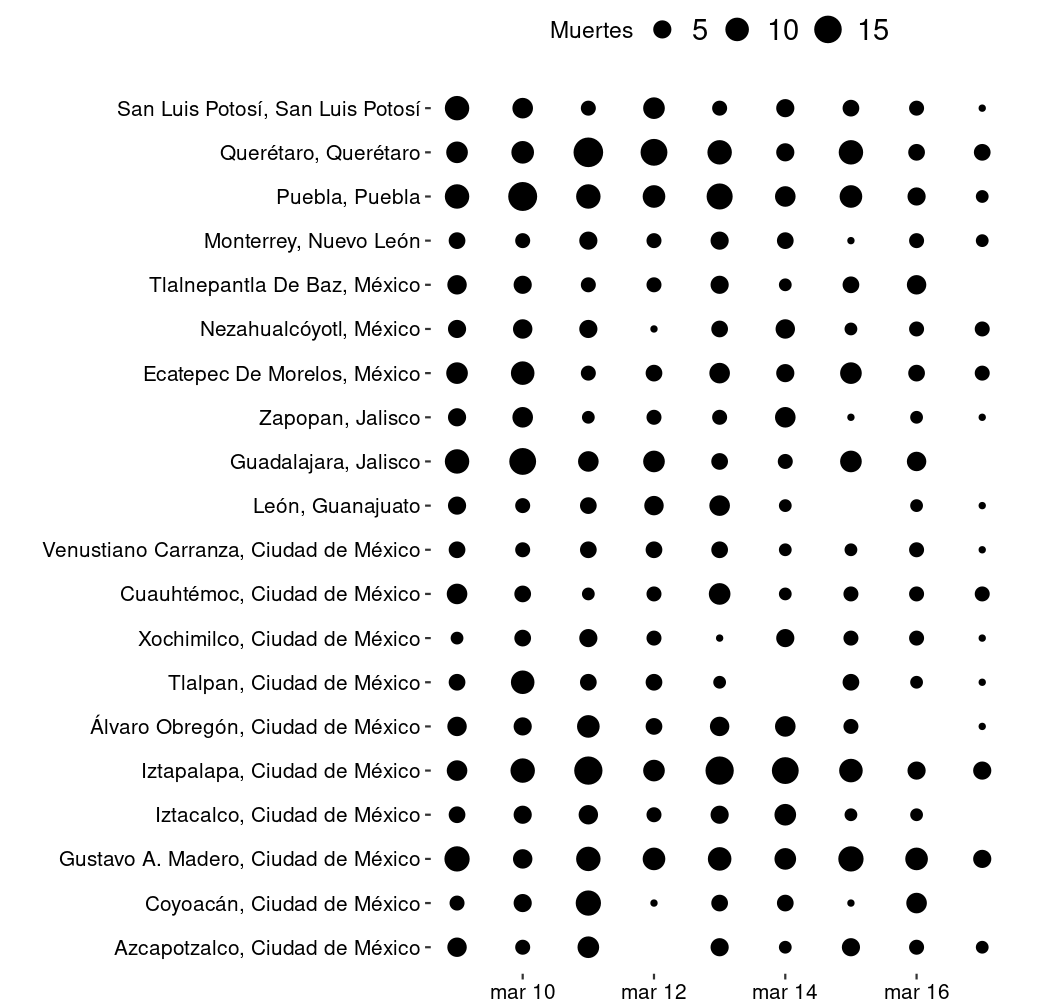 Muertes 5 10 15
San Luis Potosí, San Luis Potosí
Querétaro, Querétaro
Puebla, Puebla
Monterrey, Nuevo León
Tlalnepantla De Baz, México
Nezahualcóyotl, México
Ecatepec De Morelos, México
Zapopan, Jalisco
Guadalajara, Jalisco
León, Guanajuato
Venustiano Carranza, Ciudad de México
Cuauhtémoc, Ciudad de México
Xochimilco, Ciudad de México
Tlalpan, Ciudad de México
Álvaro Obregón, Ciudad de México
Iztapalapa, Ciudad de México
Iztacalco, Ciudad de México
Gustavo A. Madero, Ciudad de México
Coyoacán, Ciudad de México
Azcapotzalco, Ciudad de México
mar 10 mar 12 mar 14 mar 16